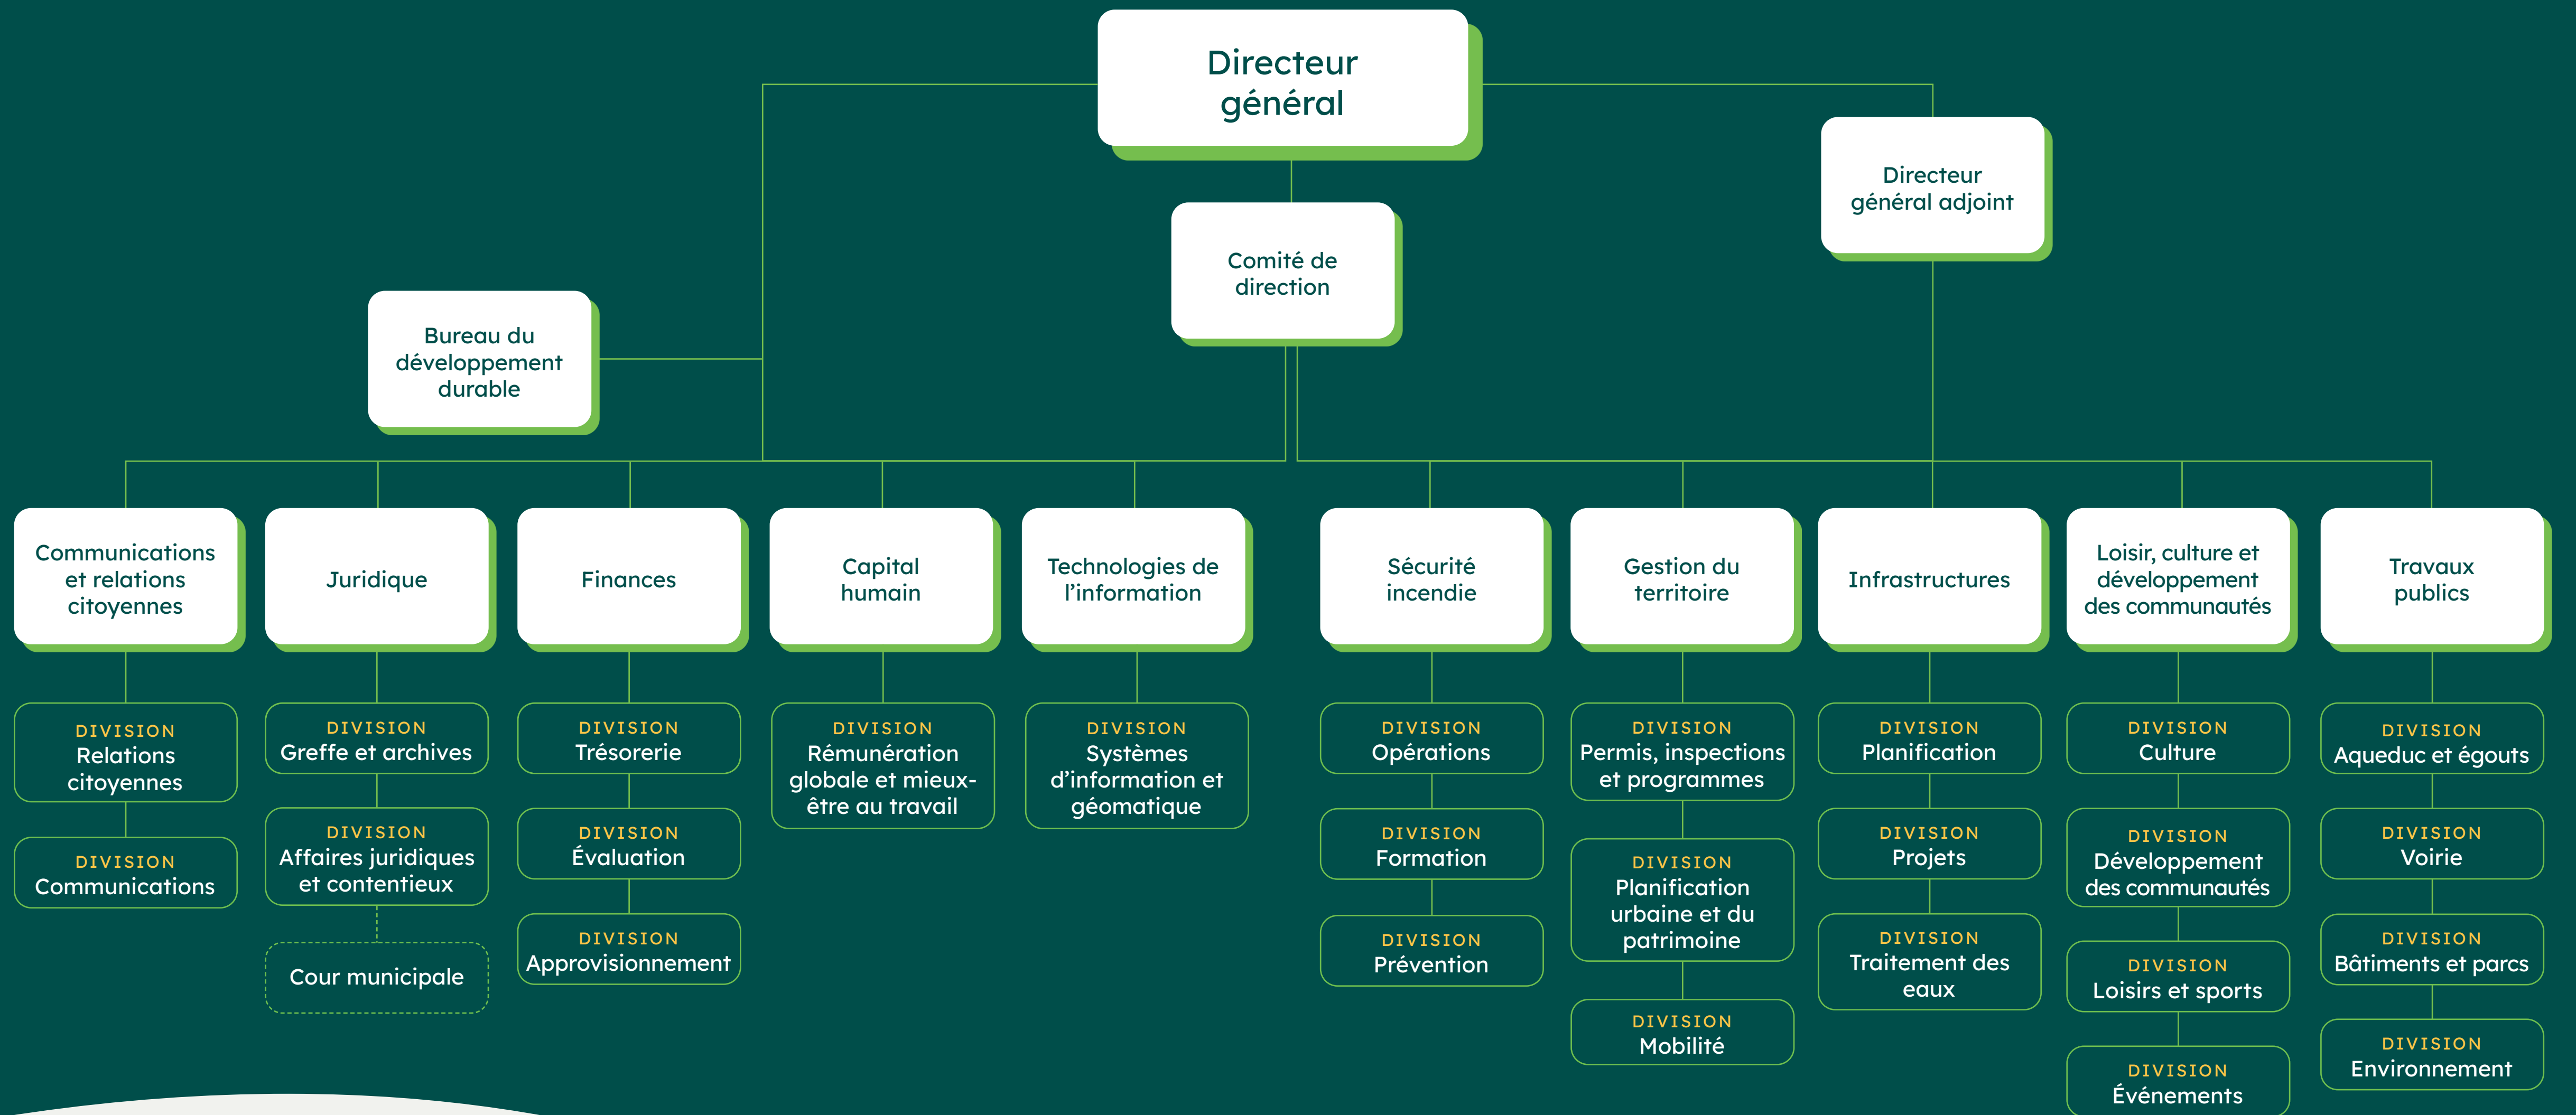 Directeur
général
Directeur
général adjoint
Comité de
direction
Bureau du
développement
durable
Communications
et relations
citoyennes
Juridique
Finances
Capital
humain
Technologies de
l’information
Sécurité
incendie
Gestion du
territoire
Infrastructures
Loisir, culture et
développement
des communautés
Travaux
publics
DIVISION
Relations
citoyennes
DIVISION
Communications
DIVISION
Greffe et archives
DIVISION
Affaires juridiques
et contentieux
Cour municipale
DIVISION
Trésorerie
DIVISION
Évaluation
DIVISION
Approvisionnement
DIVISION
Rémunération
globale et mieux-
être au travail
DIVISION
Systèmes
d’information et
géomatique
DIVISION
Opérations
DIVISION
Formation
DIVISION
Prévention
DIVISION
Permis, inspections
et programmes
DIVISION
Planification
urbaine et du
patrimoine
DIVISION
Mobilité
DIVISION
Planification
DIVISION
Projets
DIVISION
Traitement des
eaux
DIVISION
Culture
DIVISION
Développement
des communautés
DIVISION
Loisirs et sports
DIVISION
Événements
DIVISION
Aqueduc et égouts
DIVISION
Voirie
DIVISION
Bâtiments et parcs
DIVISION
Environnement